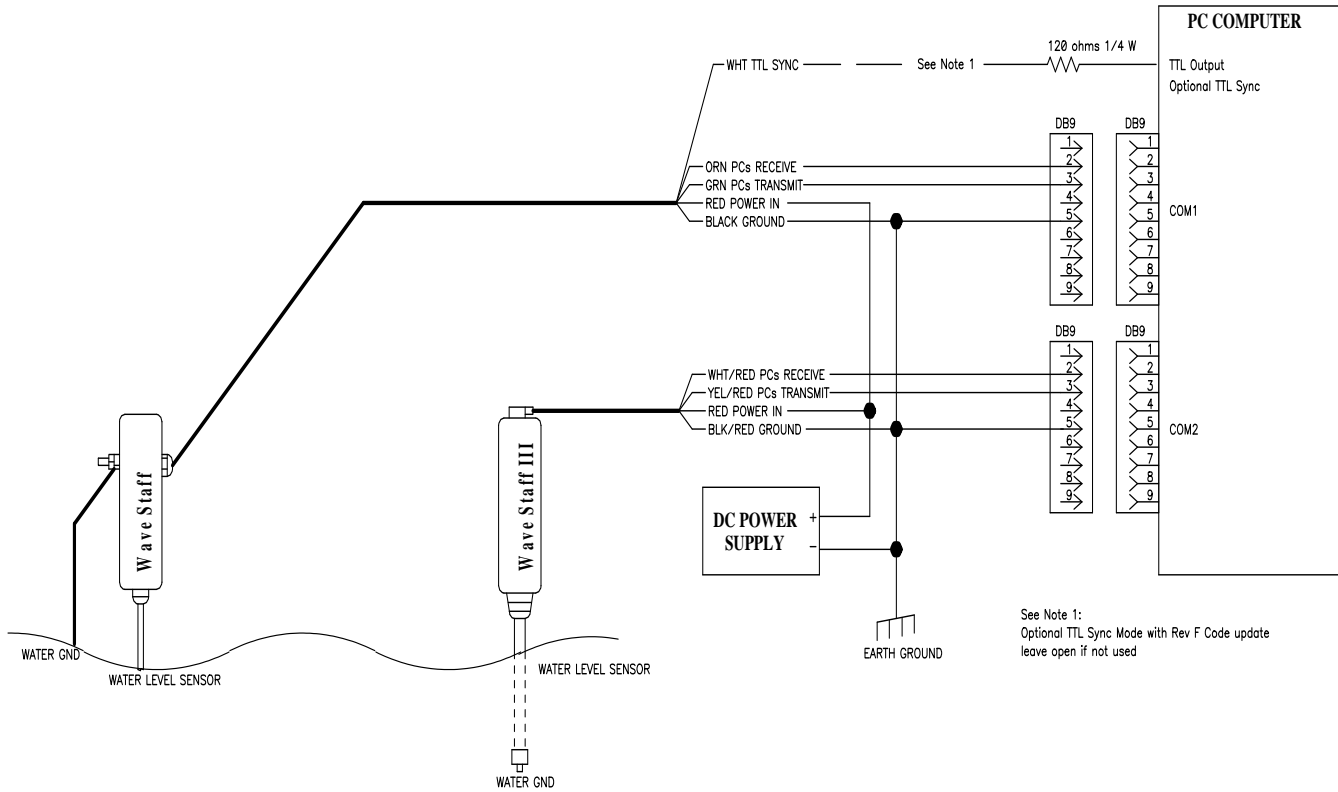 PC COMPUTER
120 ohms 1/4 W
WHT TTL SYNC
See Note 1
TTL Output
Optional TTL Sync
DB9
DB9
1
2
3
4
5
6
7
8
9
1
2
3
4
5
6
7
8
9
ORN PCs RECEIVE
GRN PCs TRANSMIT
RED POWER IN
BLACK GROUND
COM1
DB9
DB9
1
2
3
4
5
6
7
8
9
1
2
3
4
5
6
7
8
9
WHT/RED PCs RECEIVE
YEL/RED PCs TRANSMIT
RED POWER IN
BLK/RED GROUND
COM2
Wave Staff
Wave Staff III
DC POWER
SUPPLY
+
−
WATER GND
WATER LEVEL SENSOR
WATER LEVEL SENSOR
WATER GND
EARTH GROUND
See Note 1:
Optional TTL Sync Mode with Rev F Code update
leave open if not used